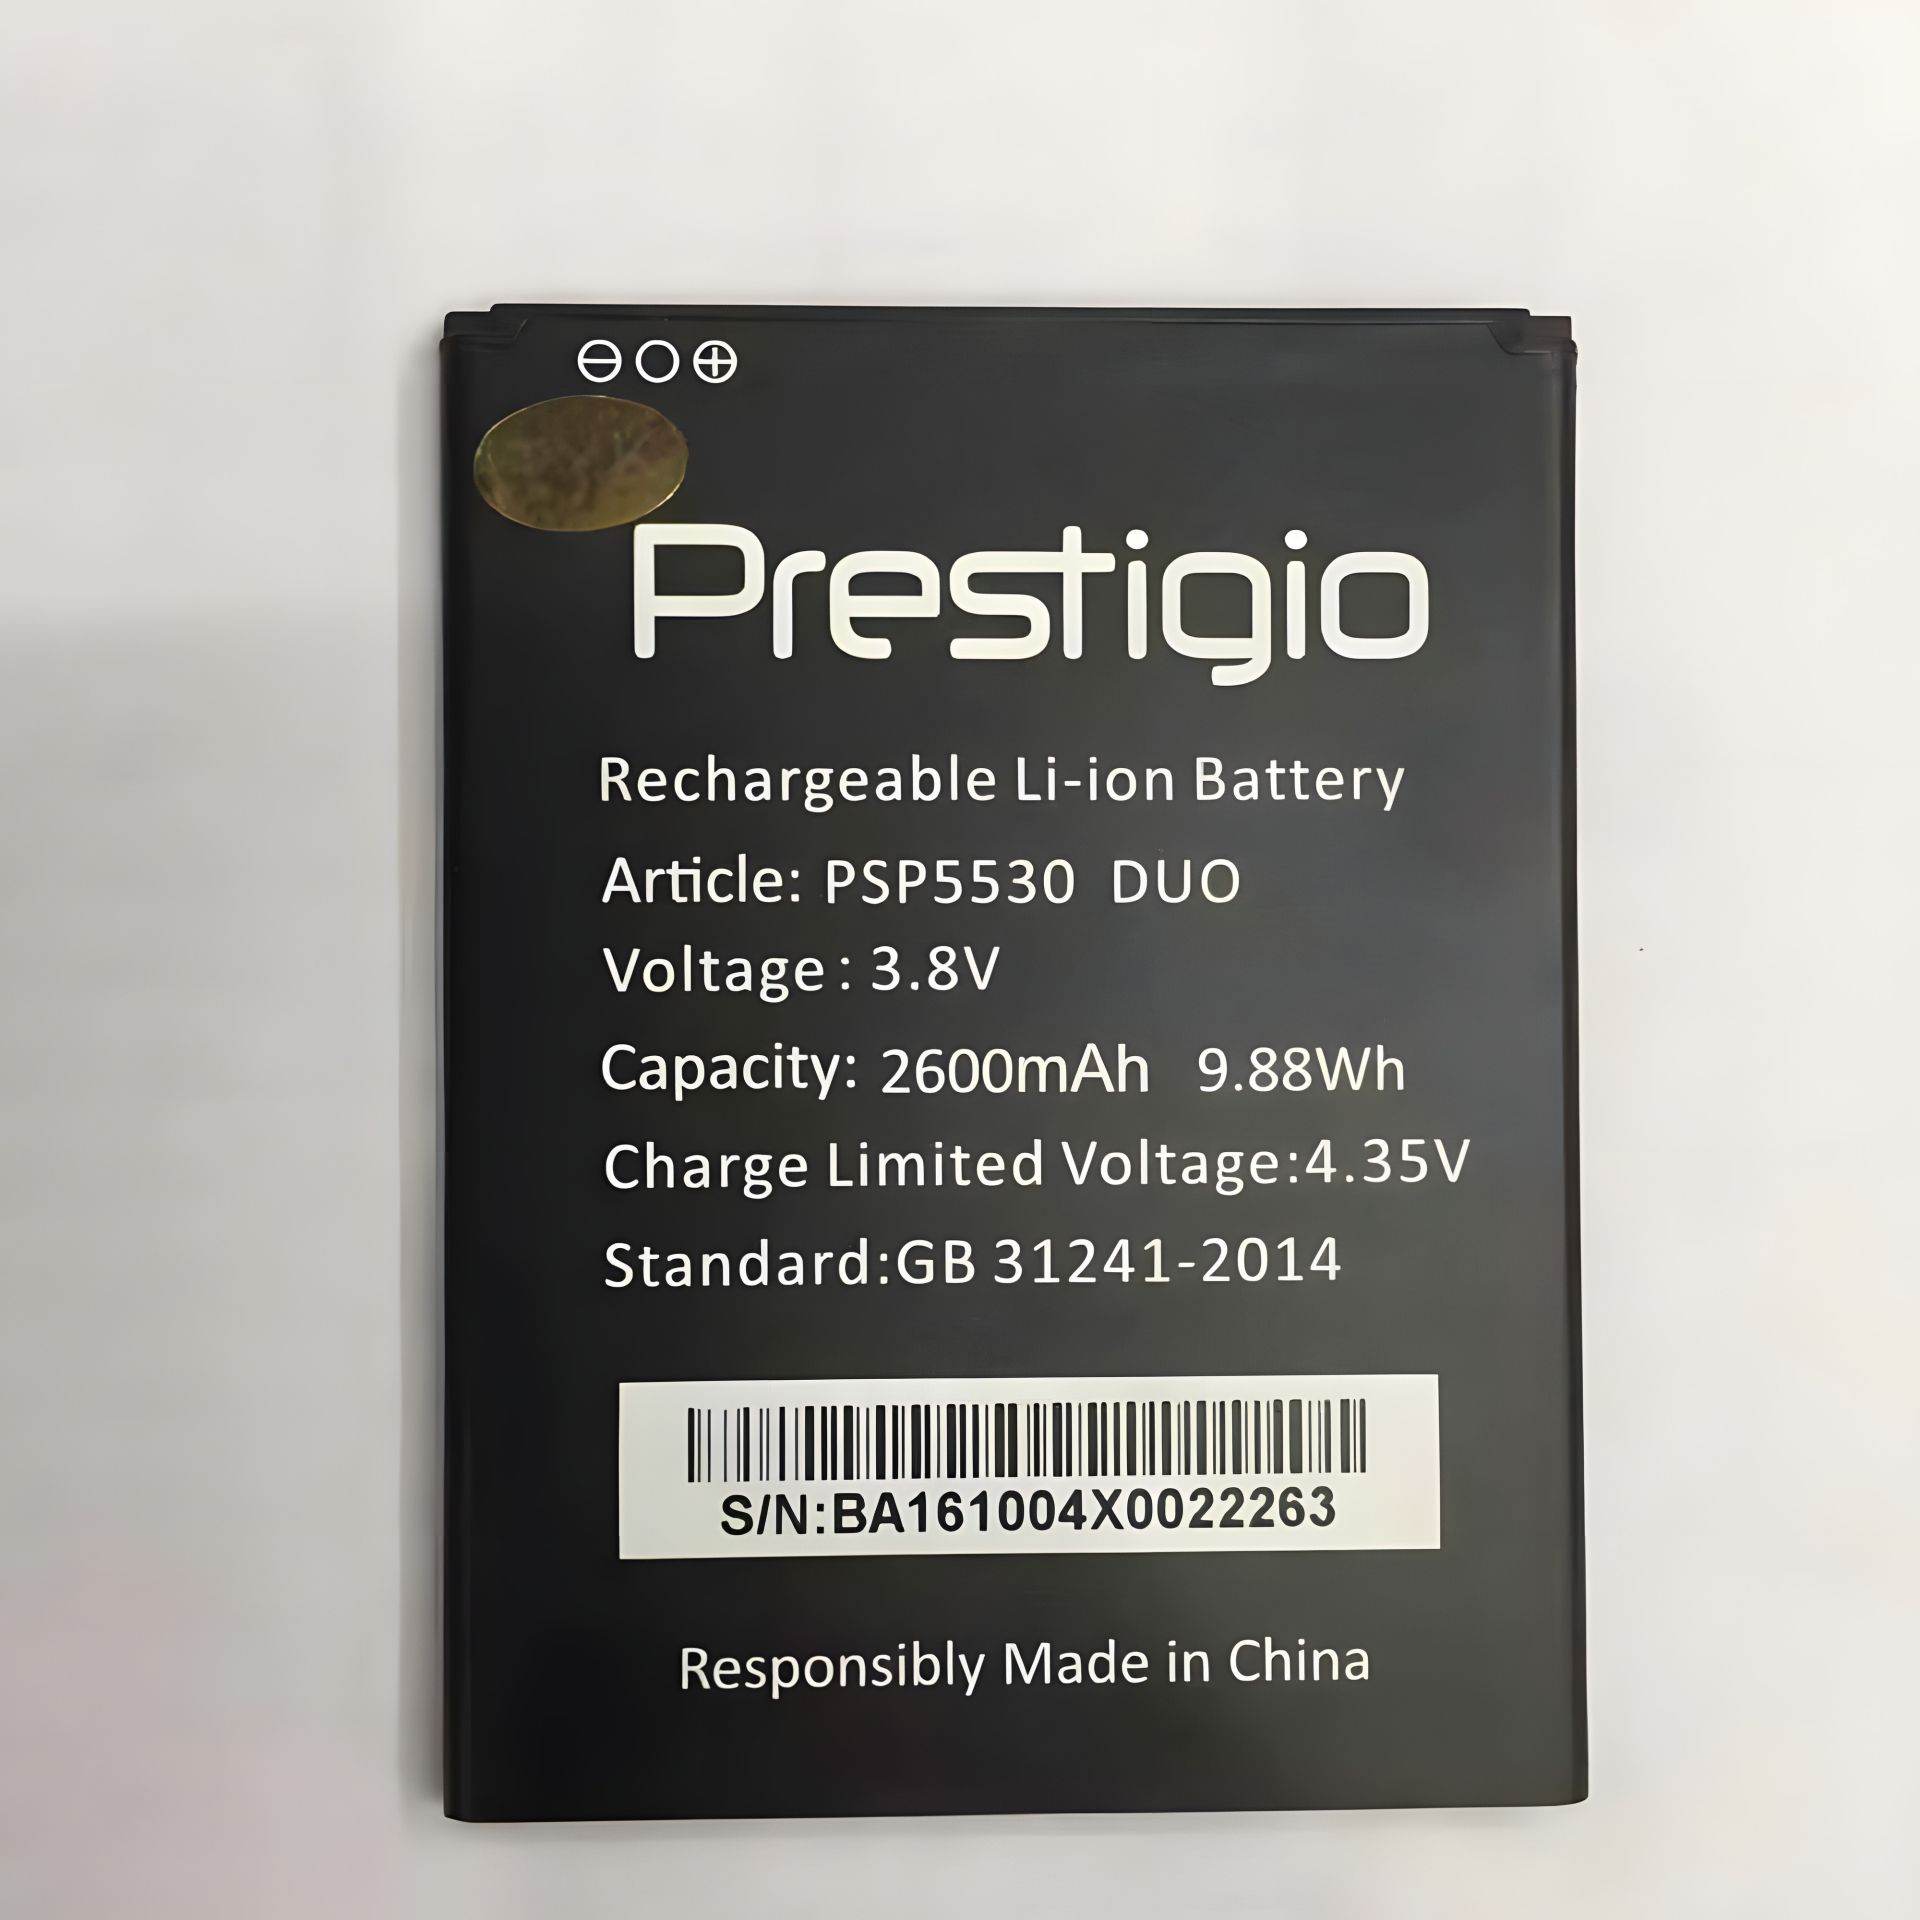 Prestigio
Rechargeable Li-ion Battery
Article: PSP5530 DUO
Voltage: 3.8V
Capacity: 2600mAh 9.88Wh
Charge Limited Voltage:4.35V
Standard:GB 31241-2014
S/N:BA161004X0022263
Responsibly Made in China